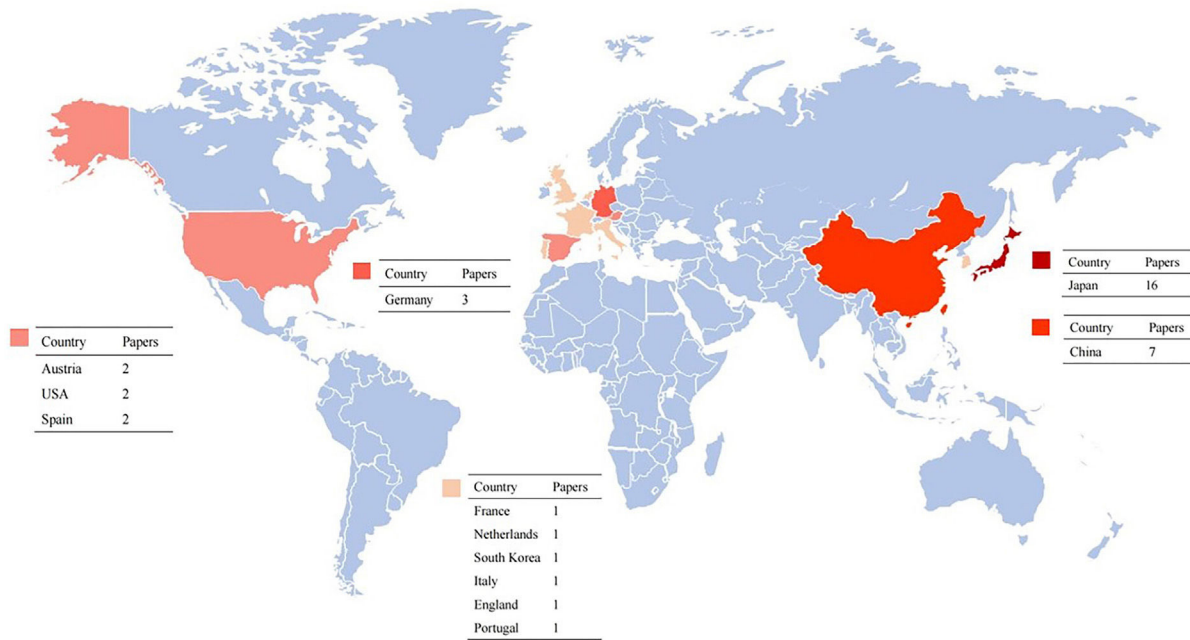 Country Papers
Germany 3
Country Papers
Japan 16
Country Papers
China 7
Country Papers
Austria 2
USA 2
Spain 2
Country Papers
France 1
Netherlands 1
South Korea 1
Italy 1
England 1
Portugal 1